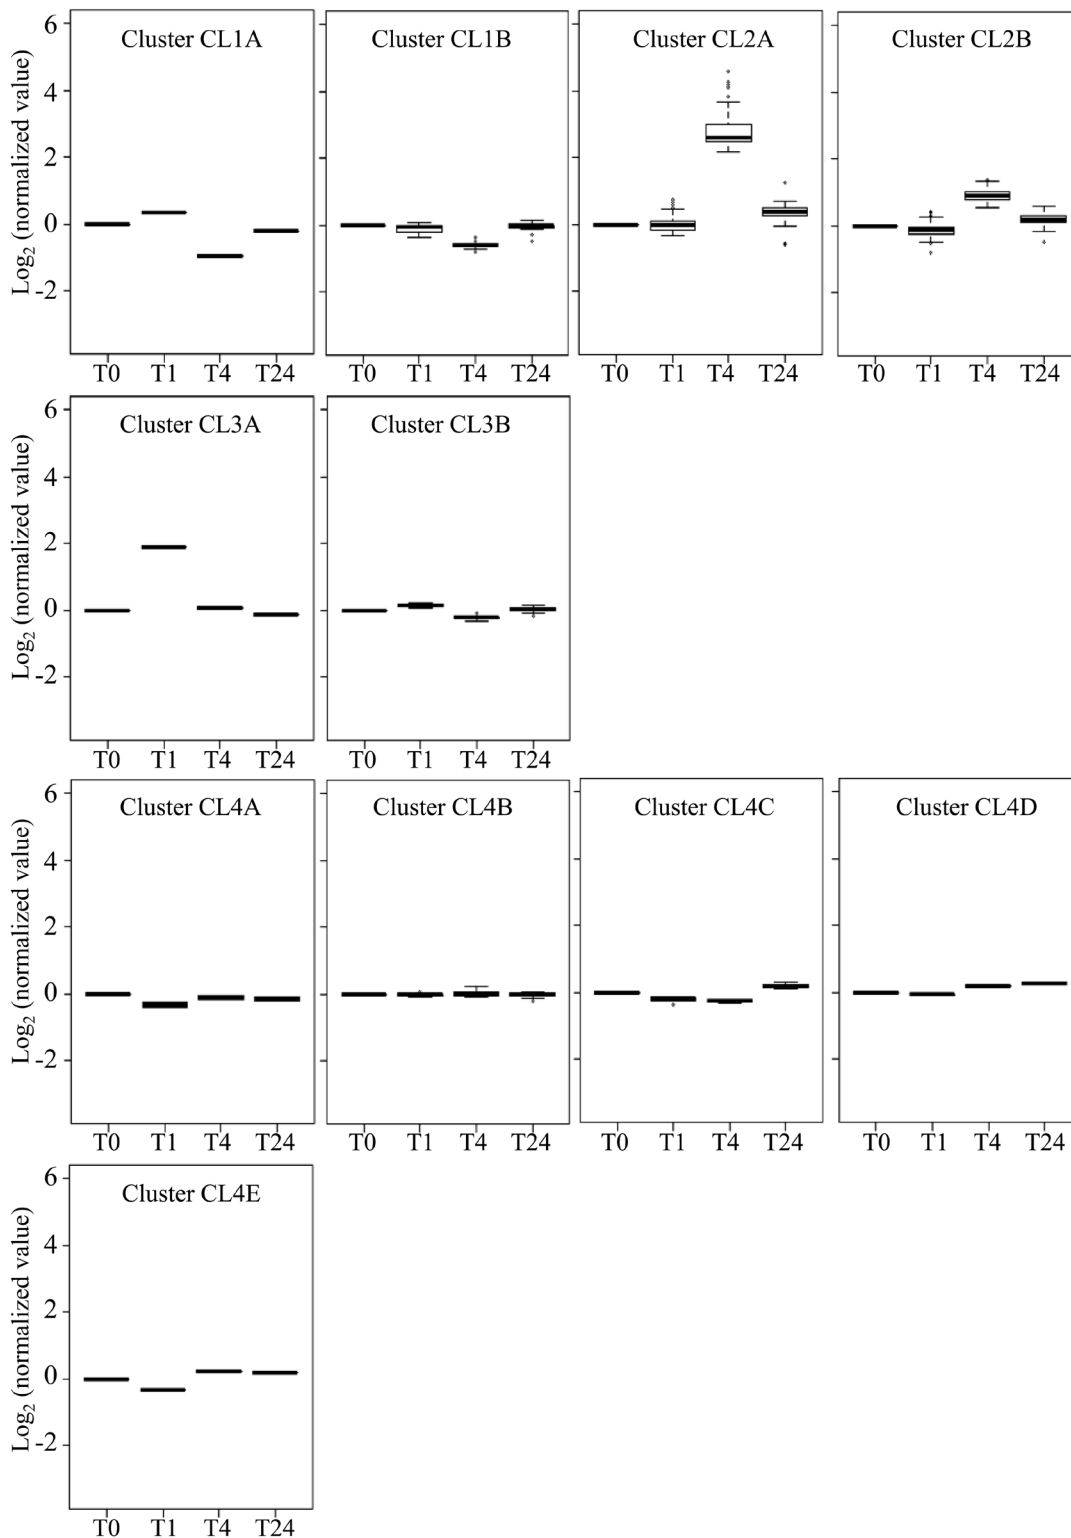 Cluster CL1A Cluster CL1B Cluster CL2A Cluster CL2B
Log₂ (normalized value)
6
4
2
0
-2
T0 T1 T4 T24 T0 T1 T4 T24 T0 T1 T4 T24 T0 T1 T4 T24
Cluster CL3A Cluster CL3B
Log₂ (normalized value)
6
4
2
0
-2
T0 T1 T4 T24 T0 T1 T4 T24
Cluster CL4A Cluster CL4B Cluster CL4C Cluster CL4D
Log₂ (normalized value)
6
4
2
0
-2
T0 T1 T4 T24 T0 T1 T4 T24 T0 T1 T4 T24 T0 T1 T4 T24
Cluster CL4E
Log₂ (normalized value)
6
4
2
0
-2
T0 T1 T4 T24